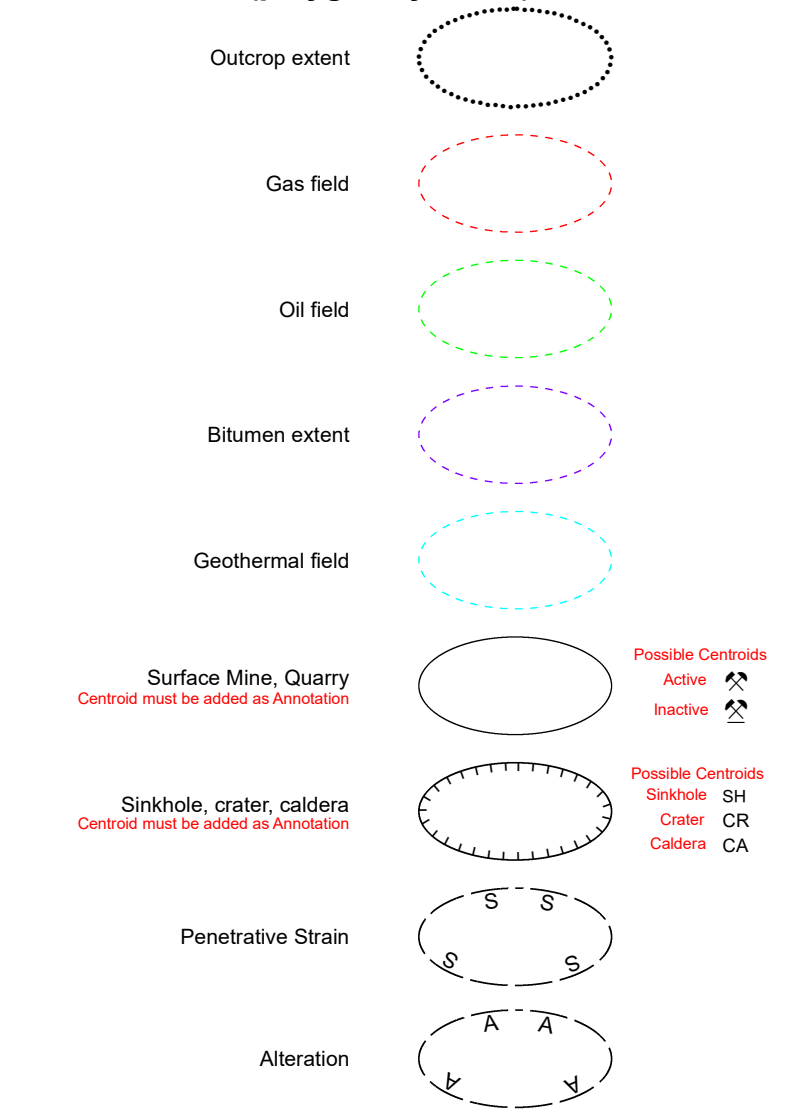 Outcrop extent
Gas field
Oil field
Bitumen extent
Geothermal field
Surface Mine, Quarry
Centroid must be added as Annotation
Possible Centroids
Active
Inactive
Sinkhole, crater, caldera
Centroid must be added as Annotation
Possible Centroids
Sinkhole SH
Crater CR
Caldera CA
Penetrative Strain
S S
S S
Alteration
A A
A A